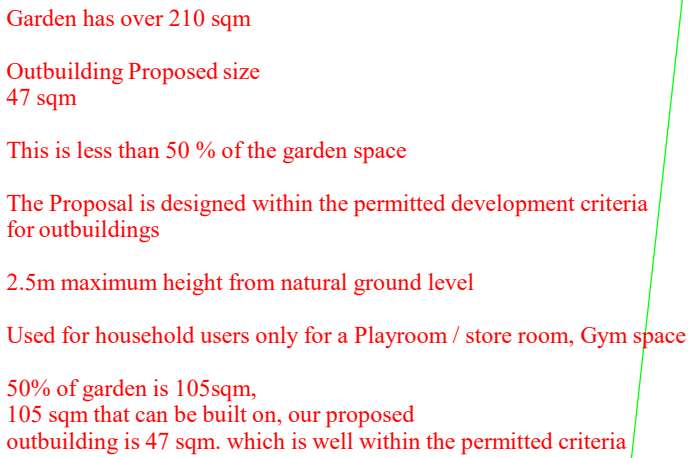 Garden has over 210 sqm
Outbuilding Proposed size
47 sqm
This is less than 50 % of the garden space
The Proposal is designed within the permitted development criteria
for outbuildings
2.5m maximum height from natural ground level
Used for household users only for a Playroom / store room, Gym space
50% of garden is 105sqm,
105 sqm that can be built on, our proposed
outbuilding is 47 sqm. which is well within the permitted criteria